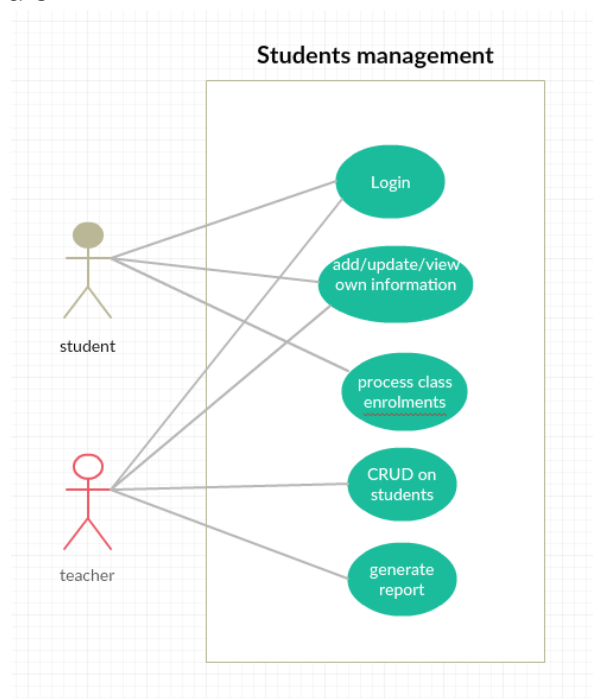 Students management
Login
add/update/view
own information
student
process class
enrolments
CRUD on
students
teacher
generate
report